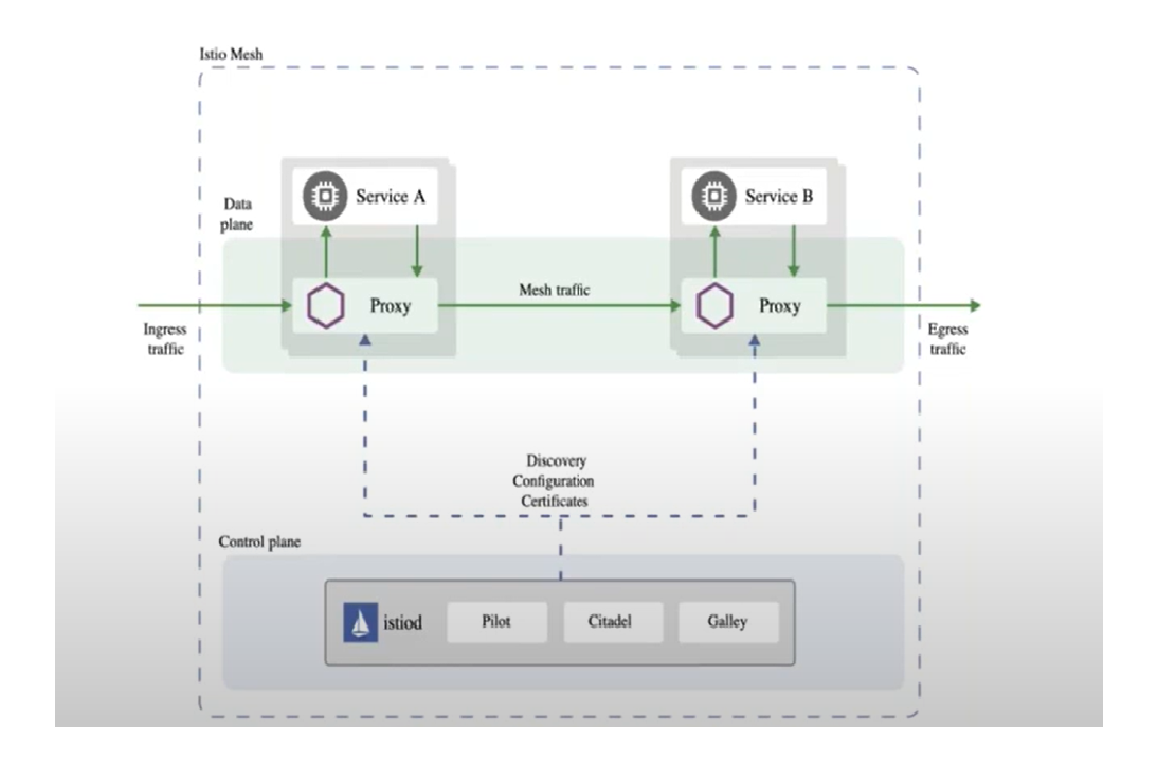 Istio Mesh
Service A
Service B
Data
plane
Mesh traffic
Proxy
Proxy
Ingress
traffic
Egress
traffic
Discovery
Configuration
Certificates
Control plane
istiod
Pilot
Citadel
Galley